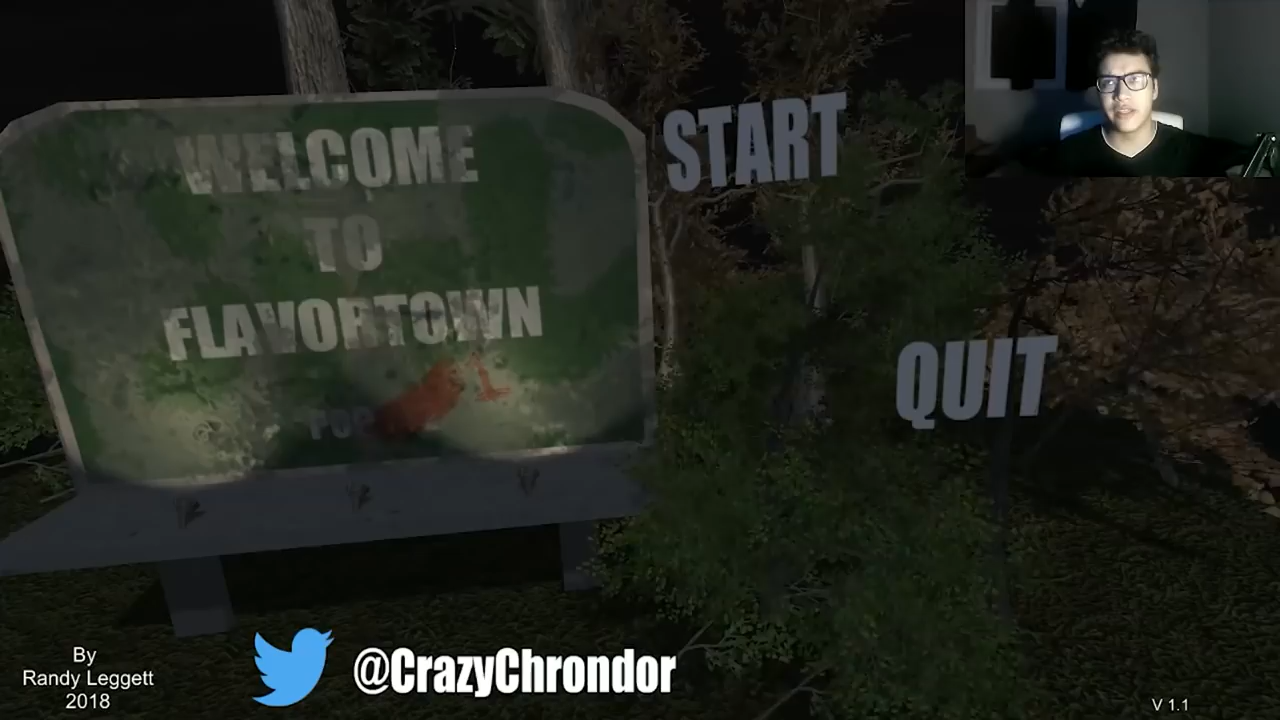 WELCOME
TO
FLAVORTOWN
START
QUIT
By
Randy Leggett
2018
@CrazyChrondor
V 1.1